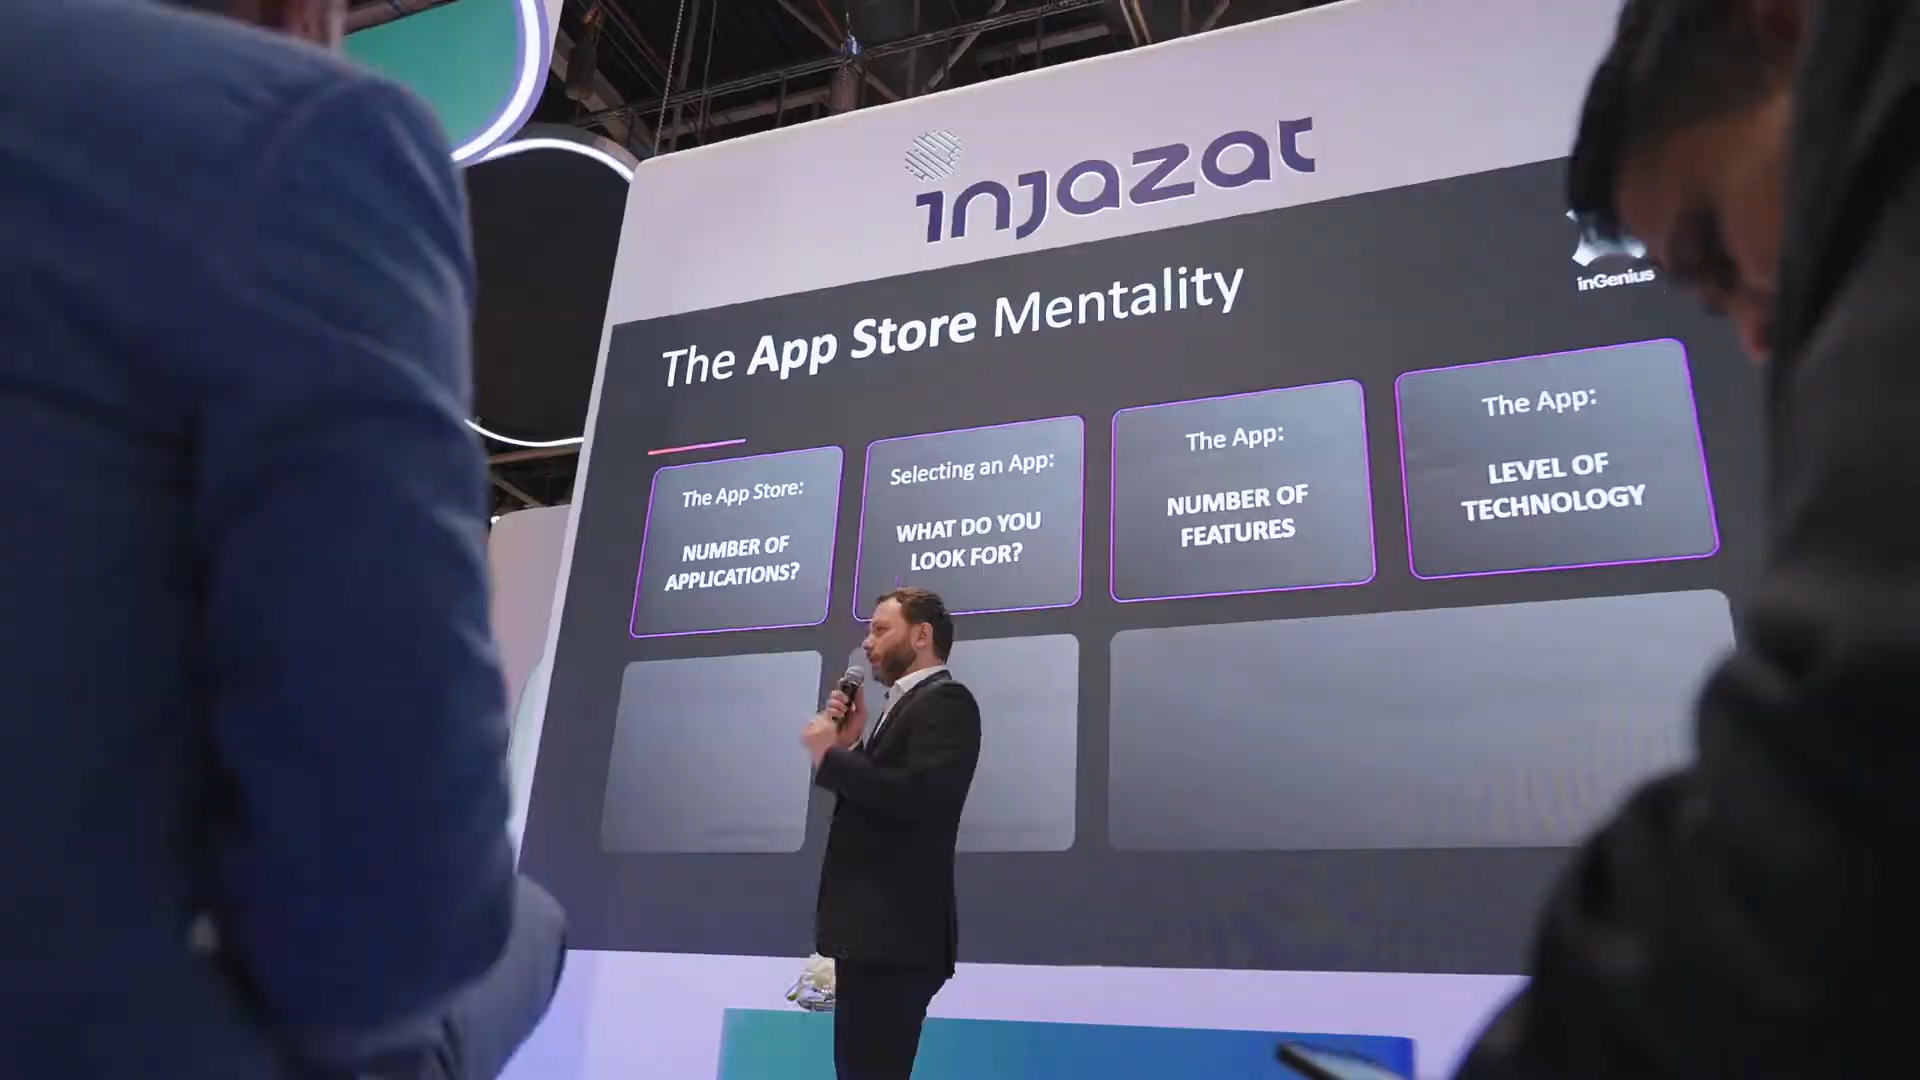 injazat
The App Store Mentality
inGenius
The App Store:
NUMBER OF
APPLICATIONS?
Selecting an App:
WHAT DO YOU
LOOK FOR?
The App:
NUMBER OF
FEATURES
The App:
LEVEL OF
TECHNOLOGY